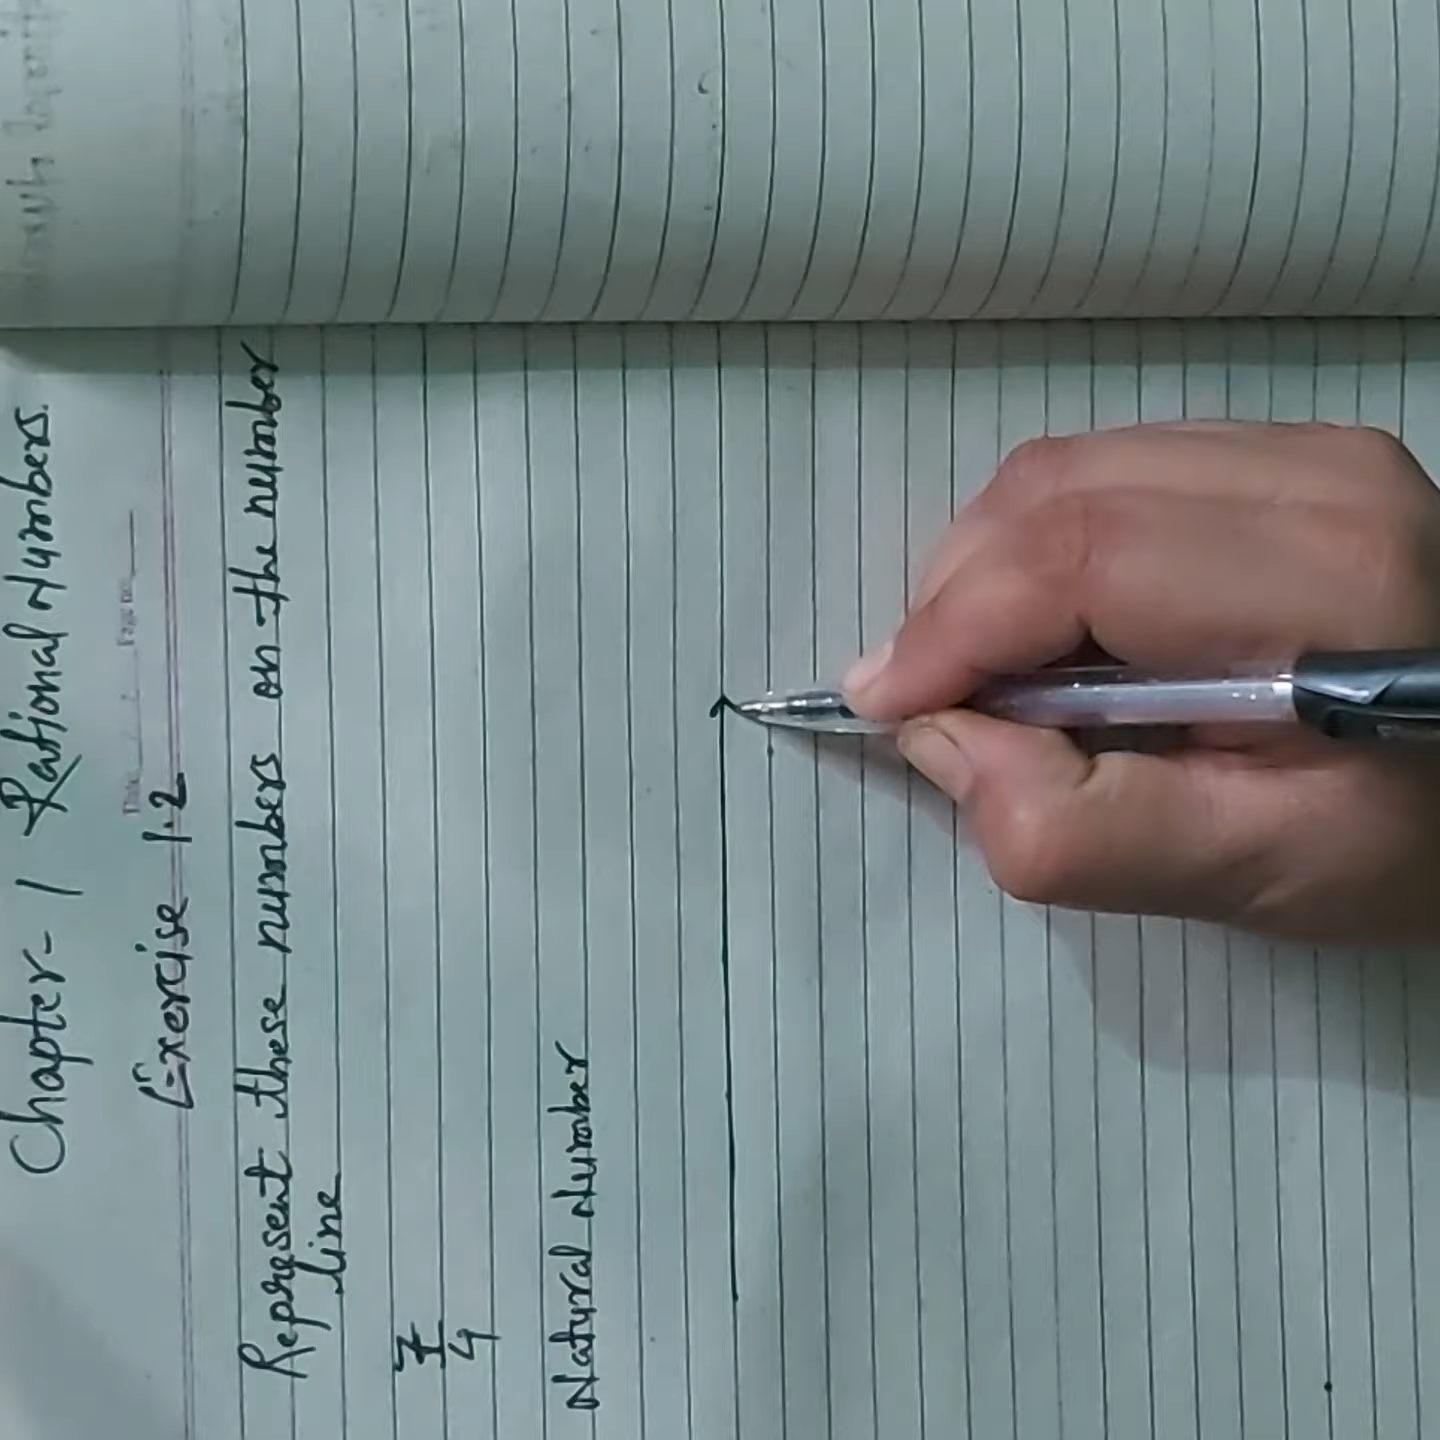 Chapter-1 Rational Numbers.
Exercise 1.2
Represent these numbers on the number
line
7
4
Natural Number